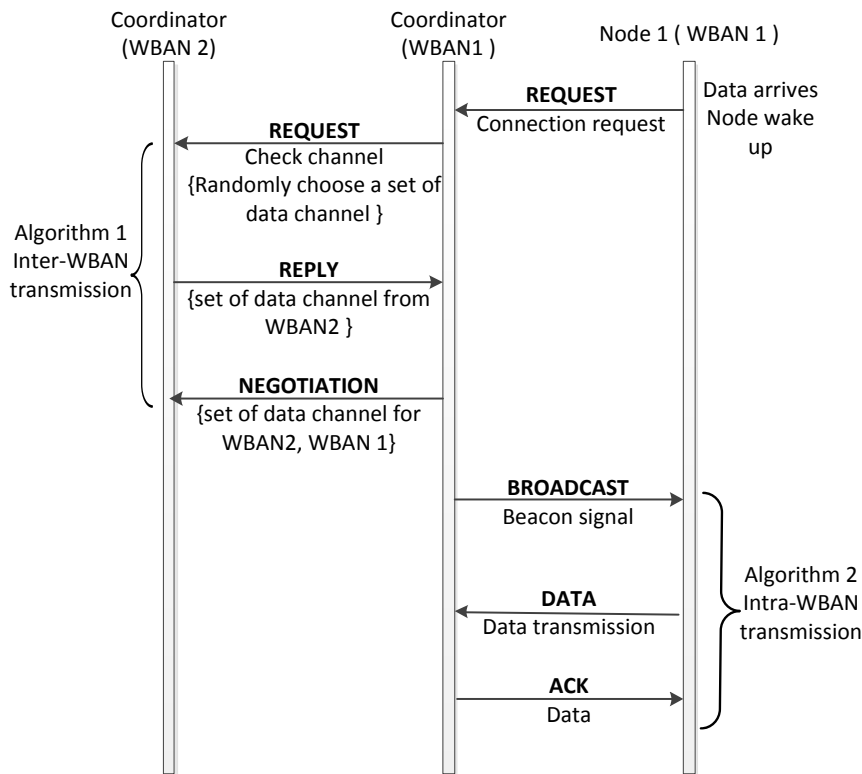 Coordinator
(WBAN 2)
Coordinator
(WBAN1 )
Node 1 ( WBAN 1 )
REQUEST
Connection request
Data arrives
Node wake
up
REQUEST
Check channel
{Randomly choose a set of
data channel }
Algorithm 1
Inter-WBAN
transmission
REPLY
{set of data channel from
WBAN2 }
NEGOTIATION
{set of data channel for
WBAN2, WBAN 1}
BROADCAST
Beacon signal
DATA
Data transmission
Algorithm 2
Intra-WBAN
transmission
ACK
Data